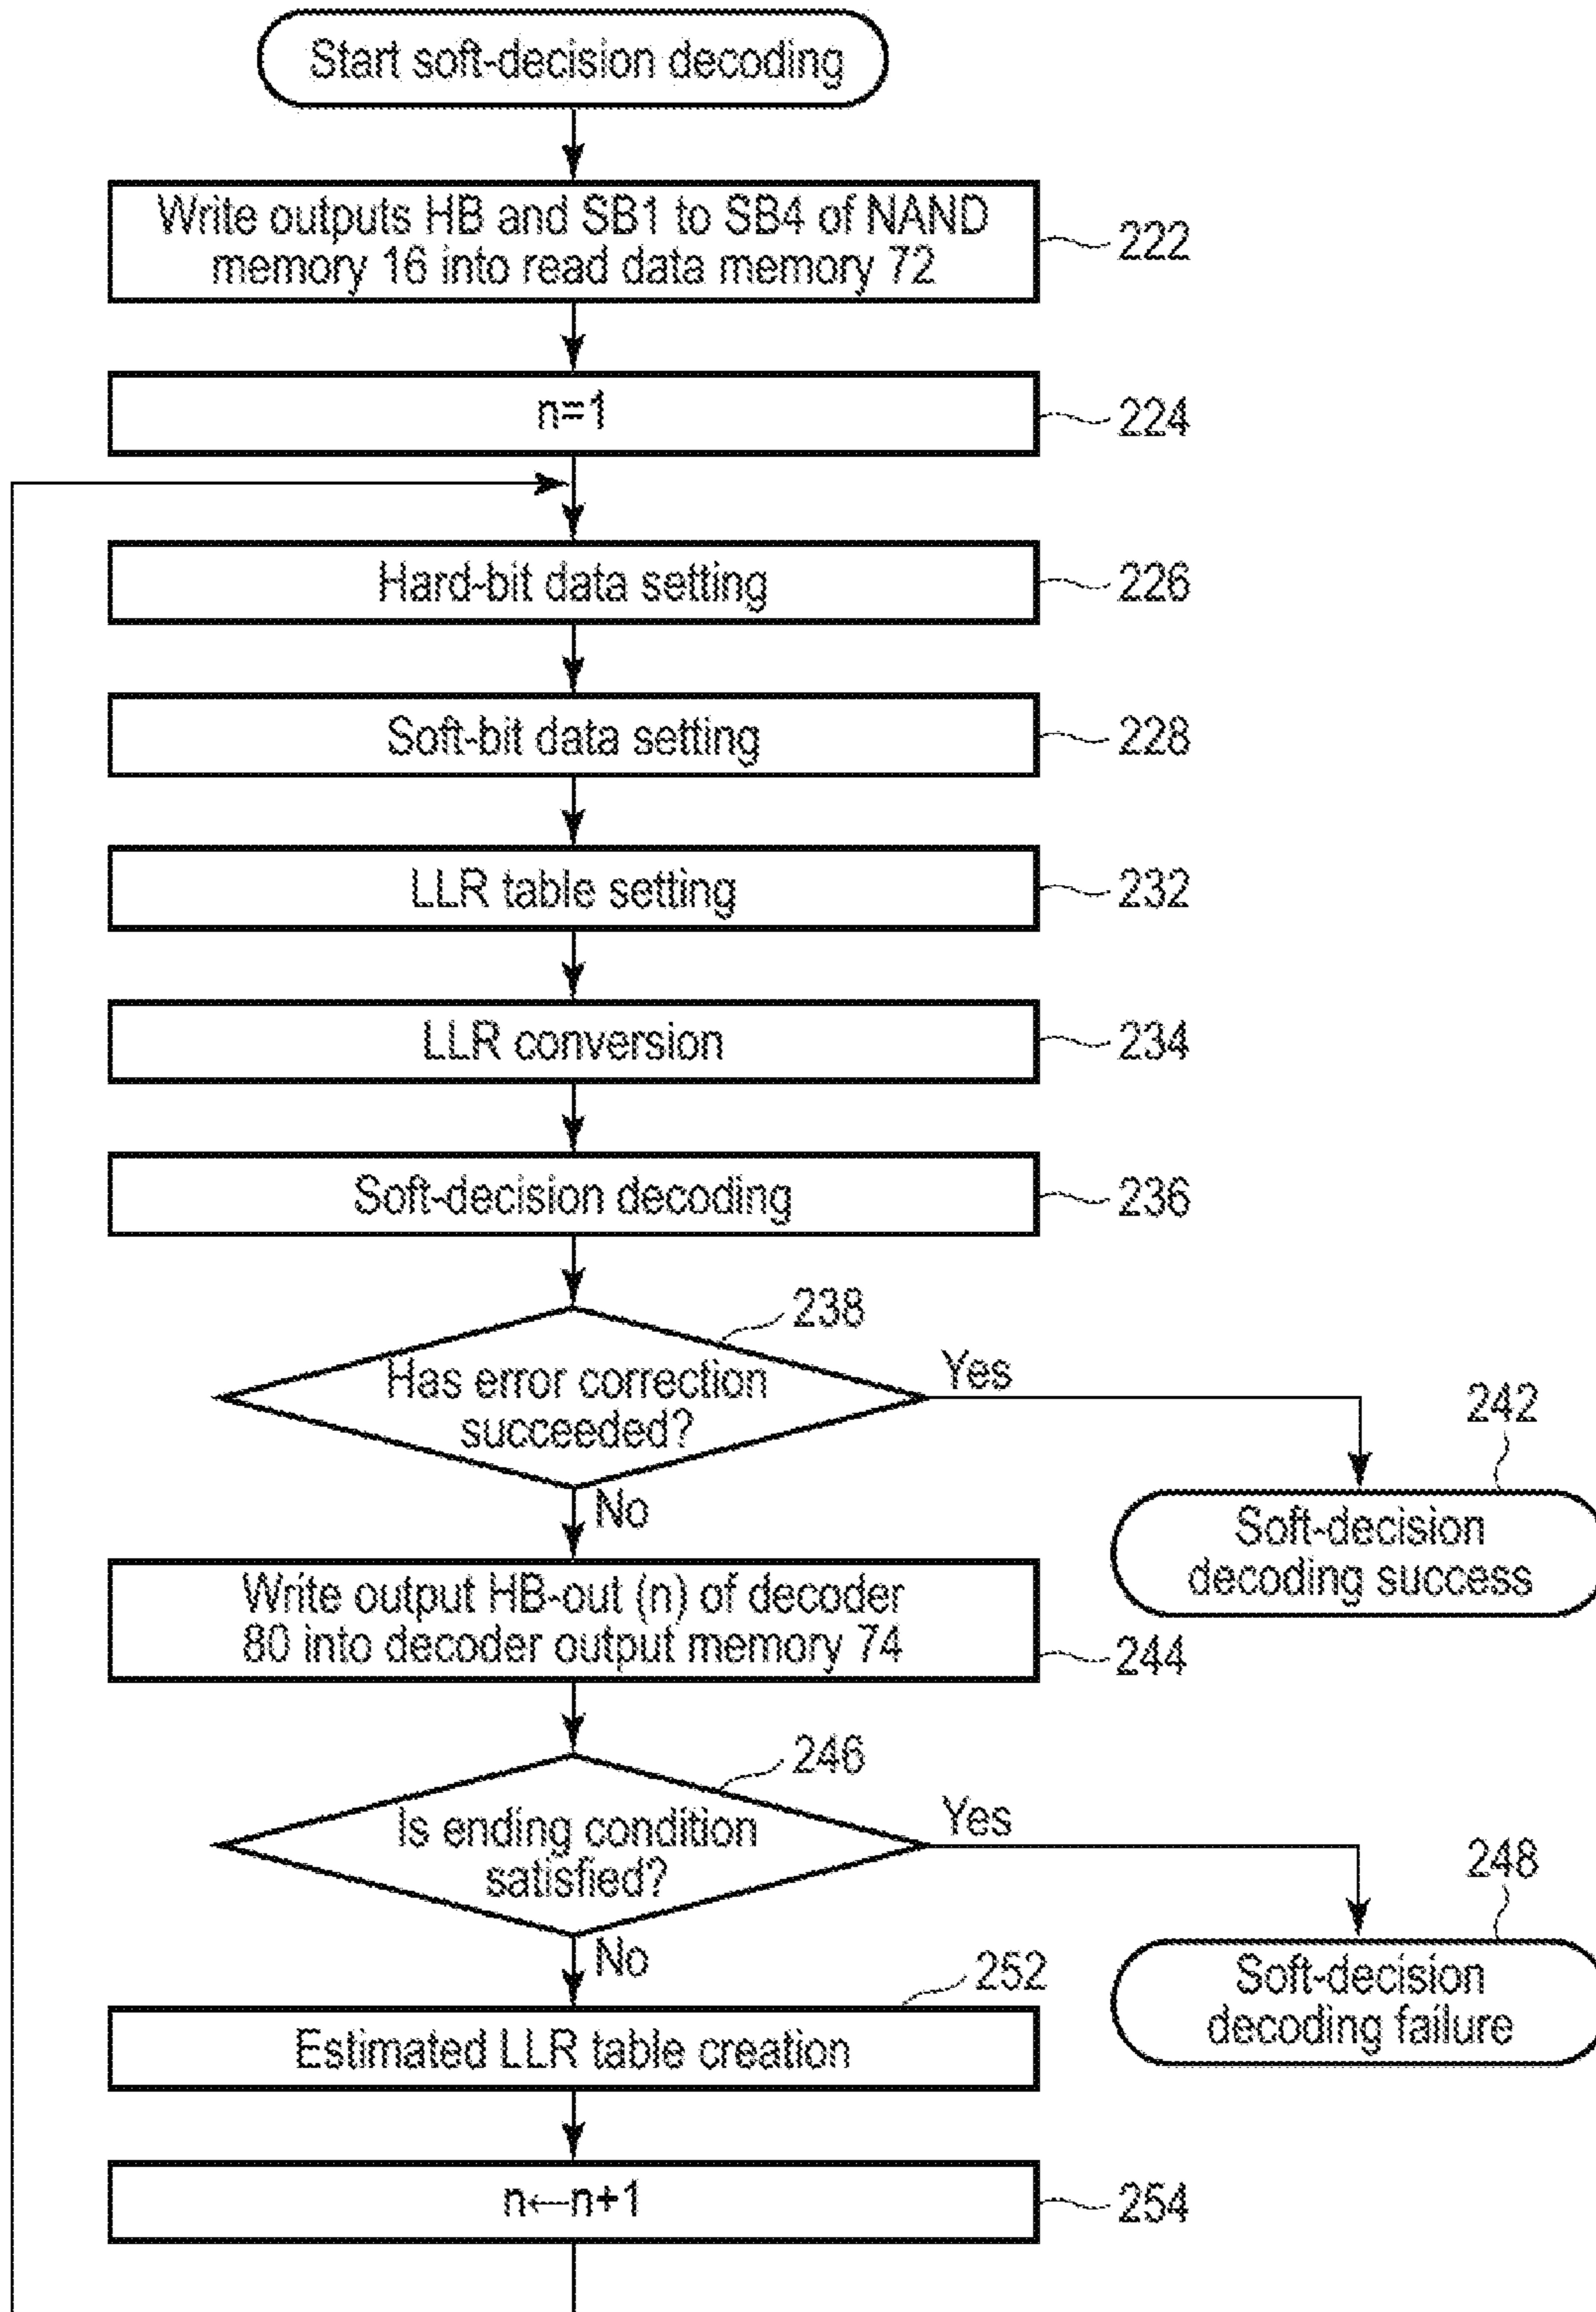 Start soft-decision decoding
Write outputs HB and SB1 to SB4 of NAND
memory 16 into read data memory 72
222
n=1
224
Hard-bit data setting
226
Soft-bit data setting
228
LLR table setting
232
LLR conversion
234
Soft-decision decoding
236
238
Has error correction
succeeded?
Yes
242
Soft-decision
decoding success
No
Write output HB-out (n) of decoder
80 into decoder output memory 74
244
246
Is ending condition
satisfied?
Yes
248
Soft-decision
decoding failure
No
252
Estimated LLR table creation
n←n+1
254